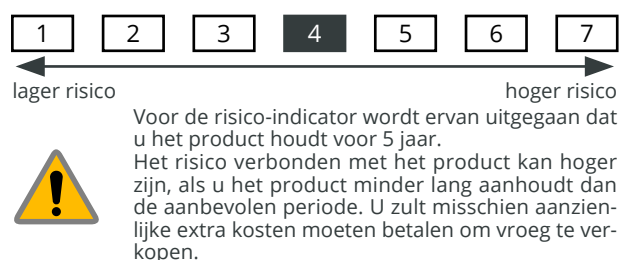 1 2 3 4 5 6 7
lager risico hoger risico
Voor de risico-indicator wordt ervan uitgegaan dat
u het product houdt voor 5 jaar.
Het risico verbonden met het product kan hoger
zijn, als u het product minder lang aanhoudt dan
de aanbevolen periode. U zult misschien aanzien-
lijke extra kosten moeten betalen om vroeg te ver-
kopen.
!